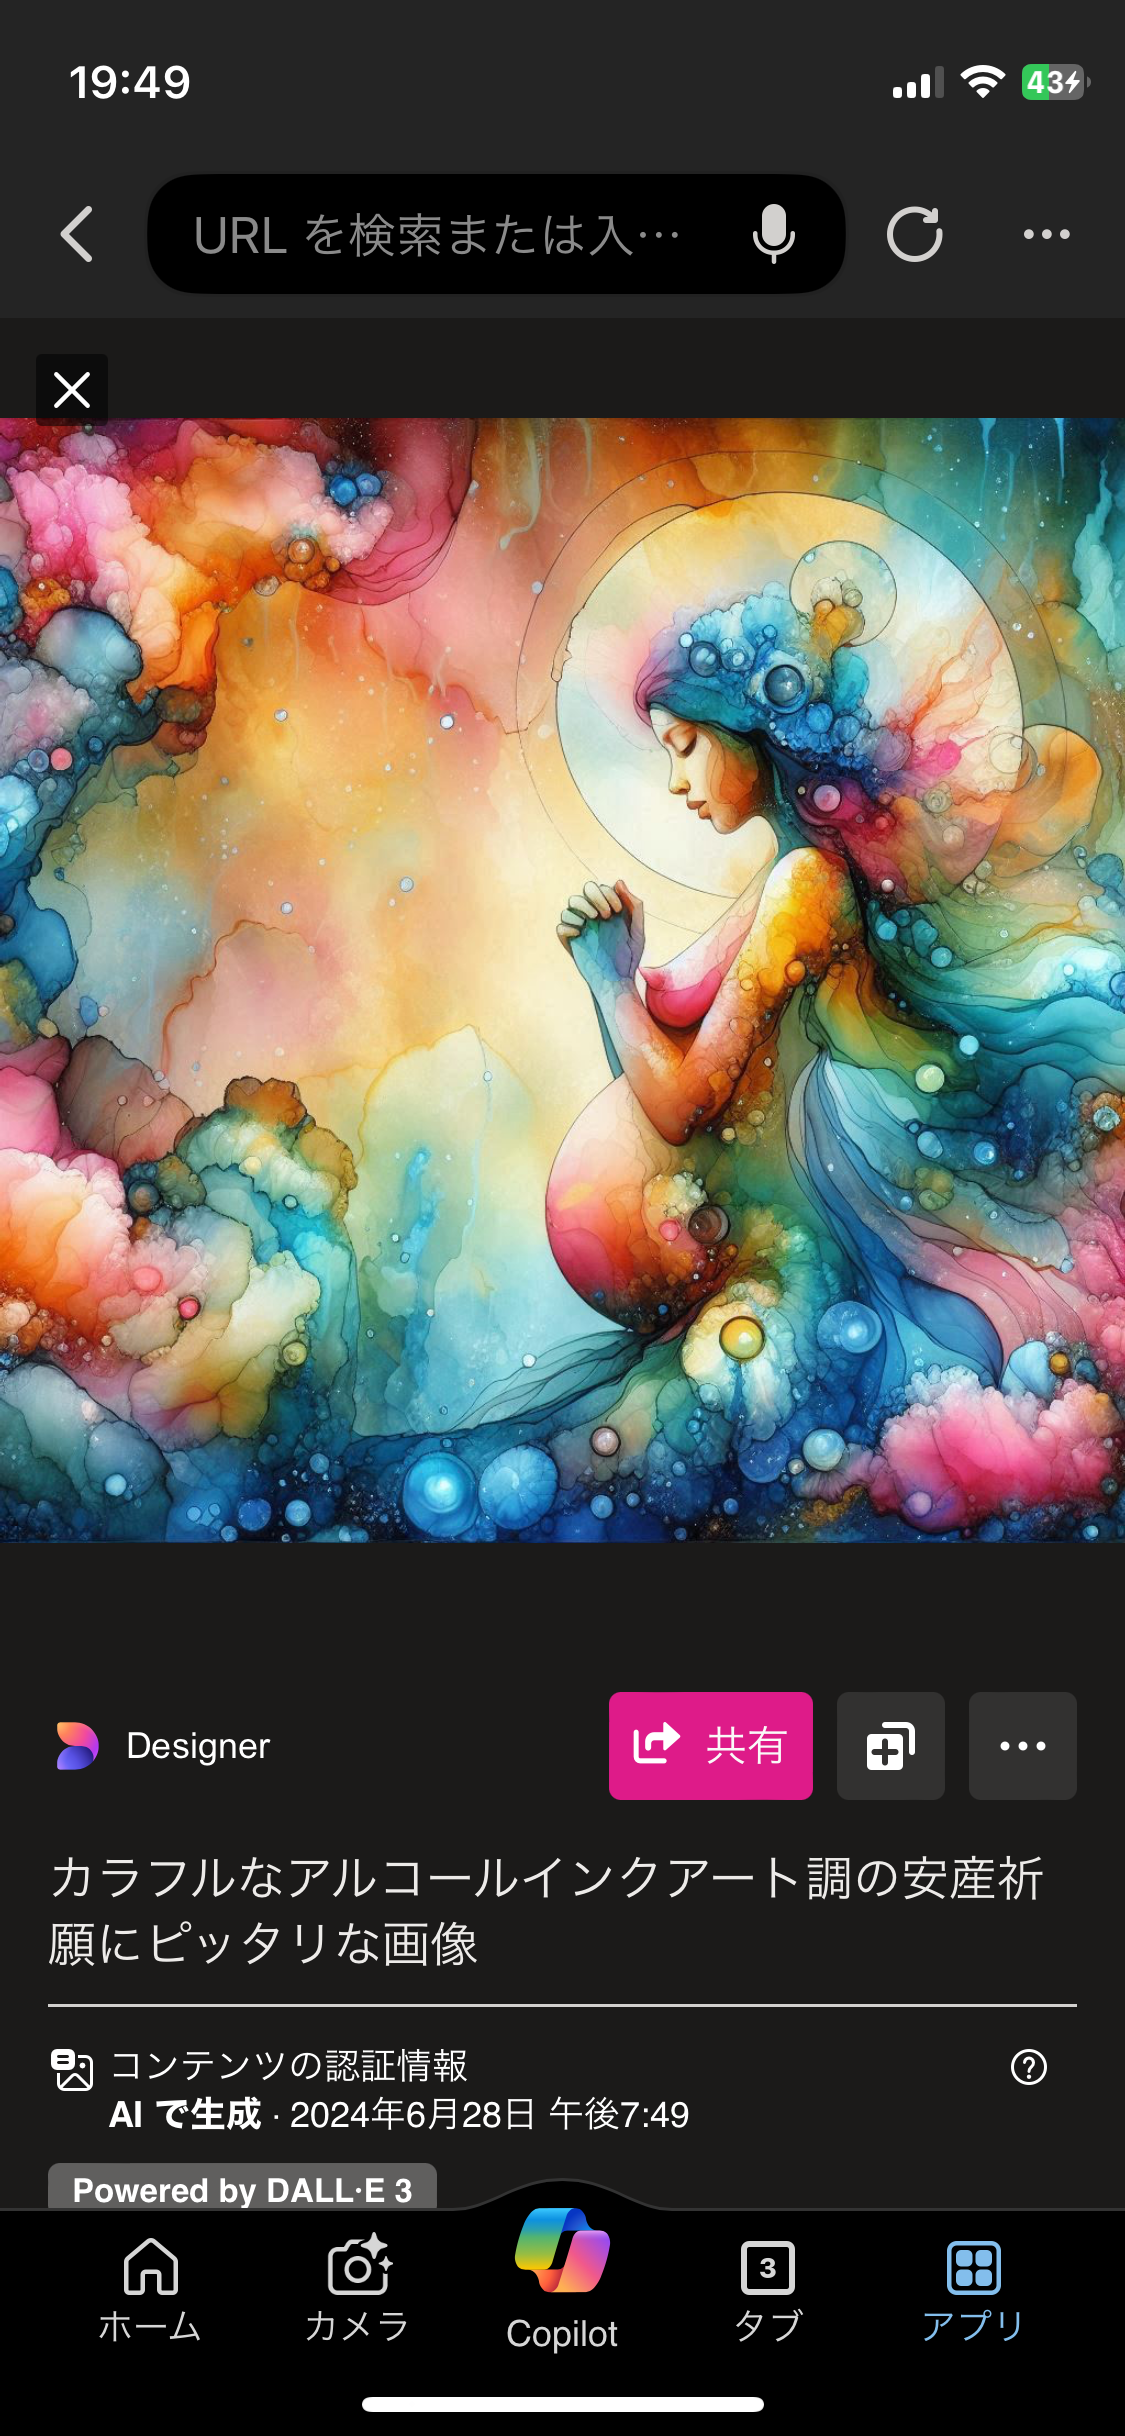 19:49
43
URL を検索または入…
Designer
共有
カラフルなアルコールインクアート調の安産祈
願にピッタリな画像
コンテンツの認証情報
AI で生成 · 2024年6月28日 午後7:49
Powered by DALL·E 3
3
ホーム
カメラ
Copilot
タブ
アプリ